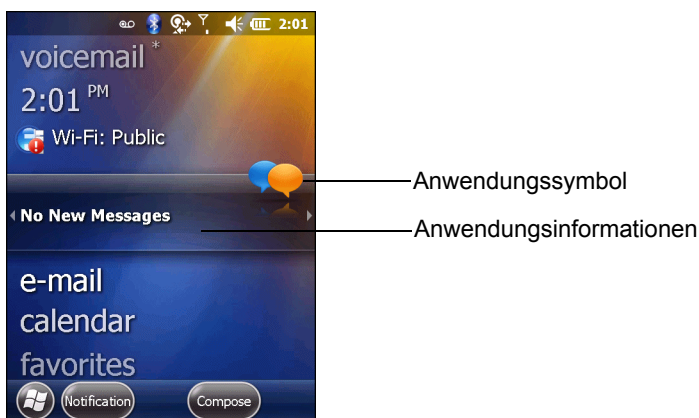 2:01
voicemail *
2:01 PM
Wi-Fi: Public
Anwendungssymbol
No New Messages
Anwendungsinformationen
e-mail
calendar
favorites
Notification Compose